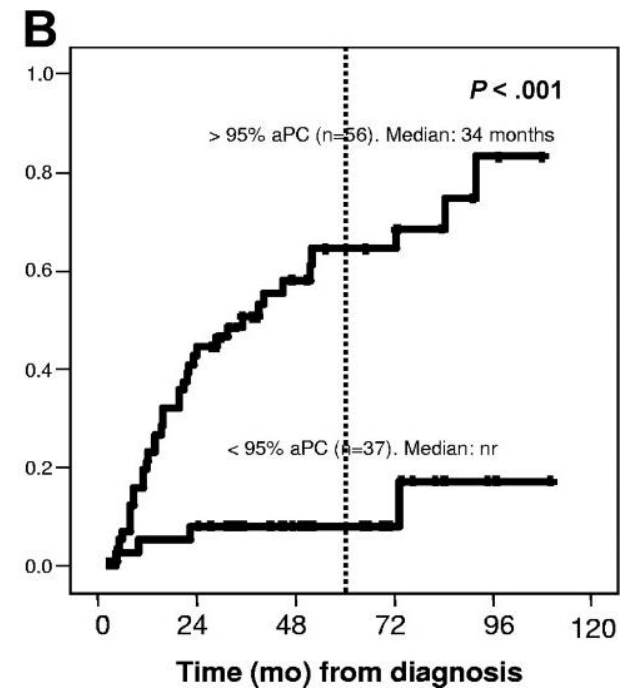 B
P < .001
> 95% aPC (n=56). Median: 34 months
< 95% aPC (n=37). Median: nr
1.0
0.8
0.6
0.4
0.2
0.0
0 24 48 72 96 120
Time (mo) from diagnosis